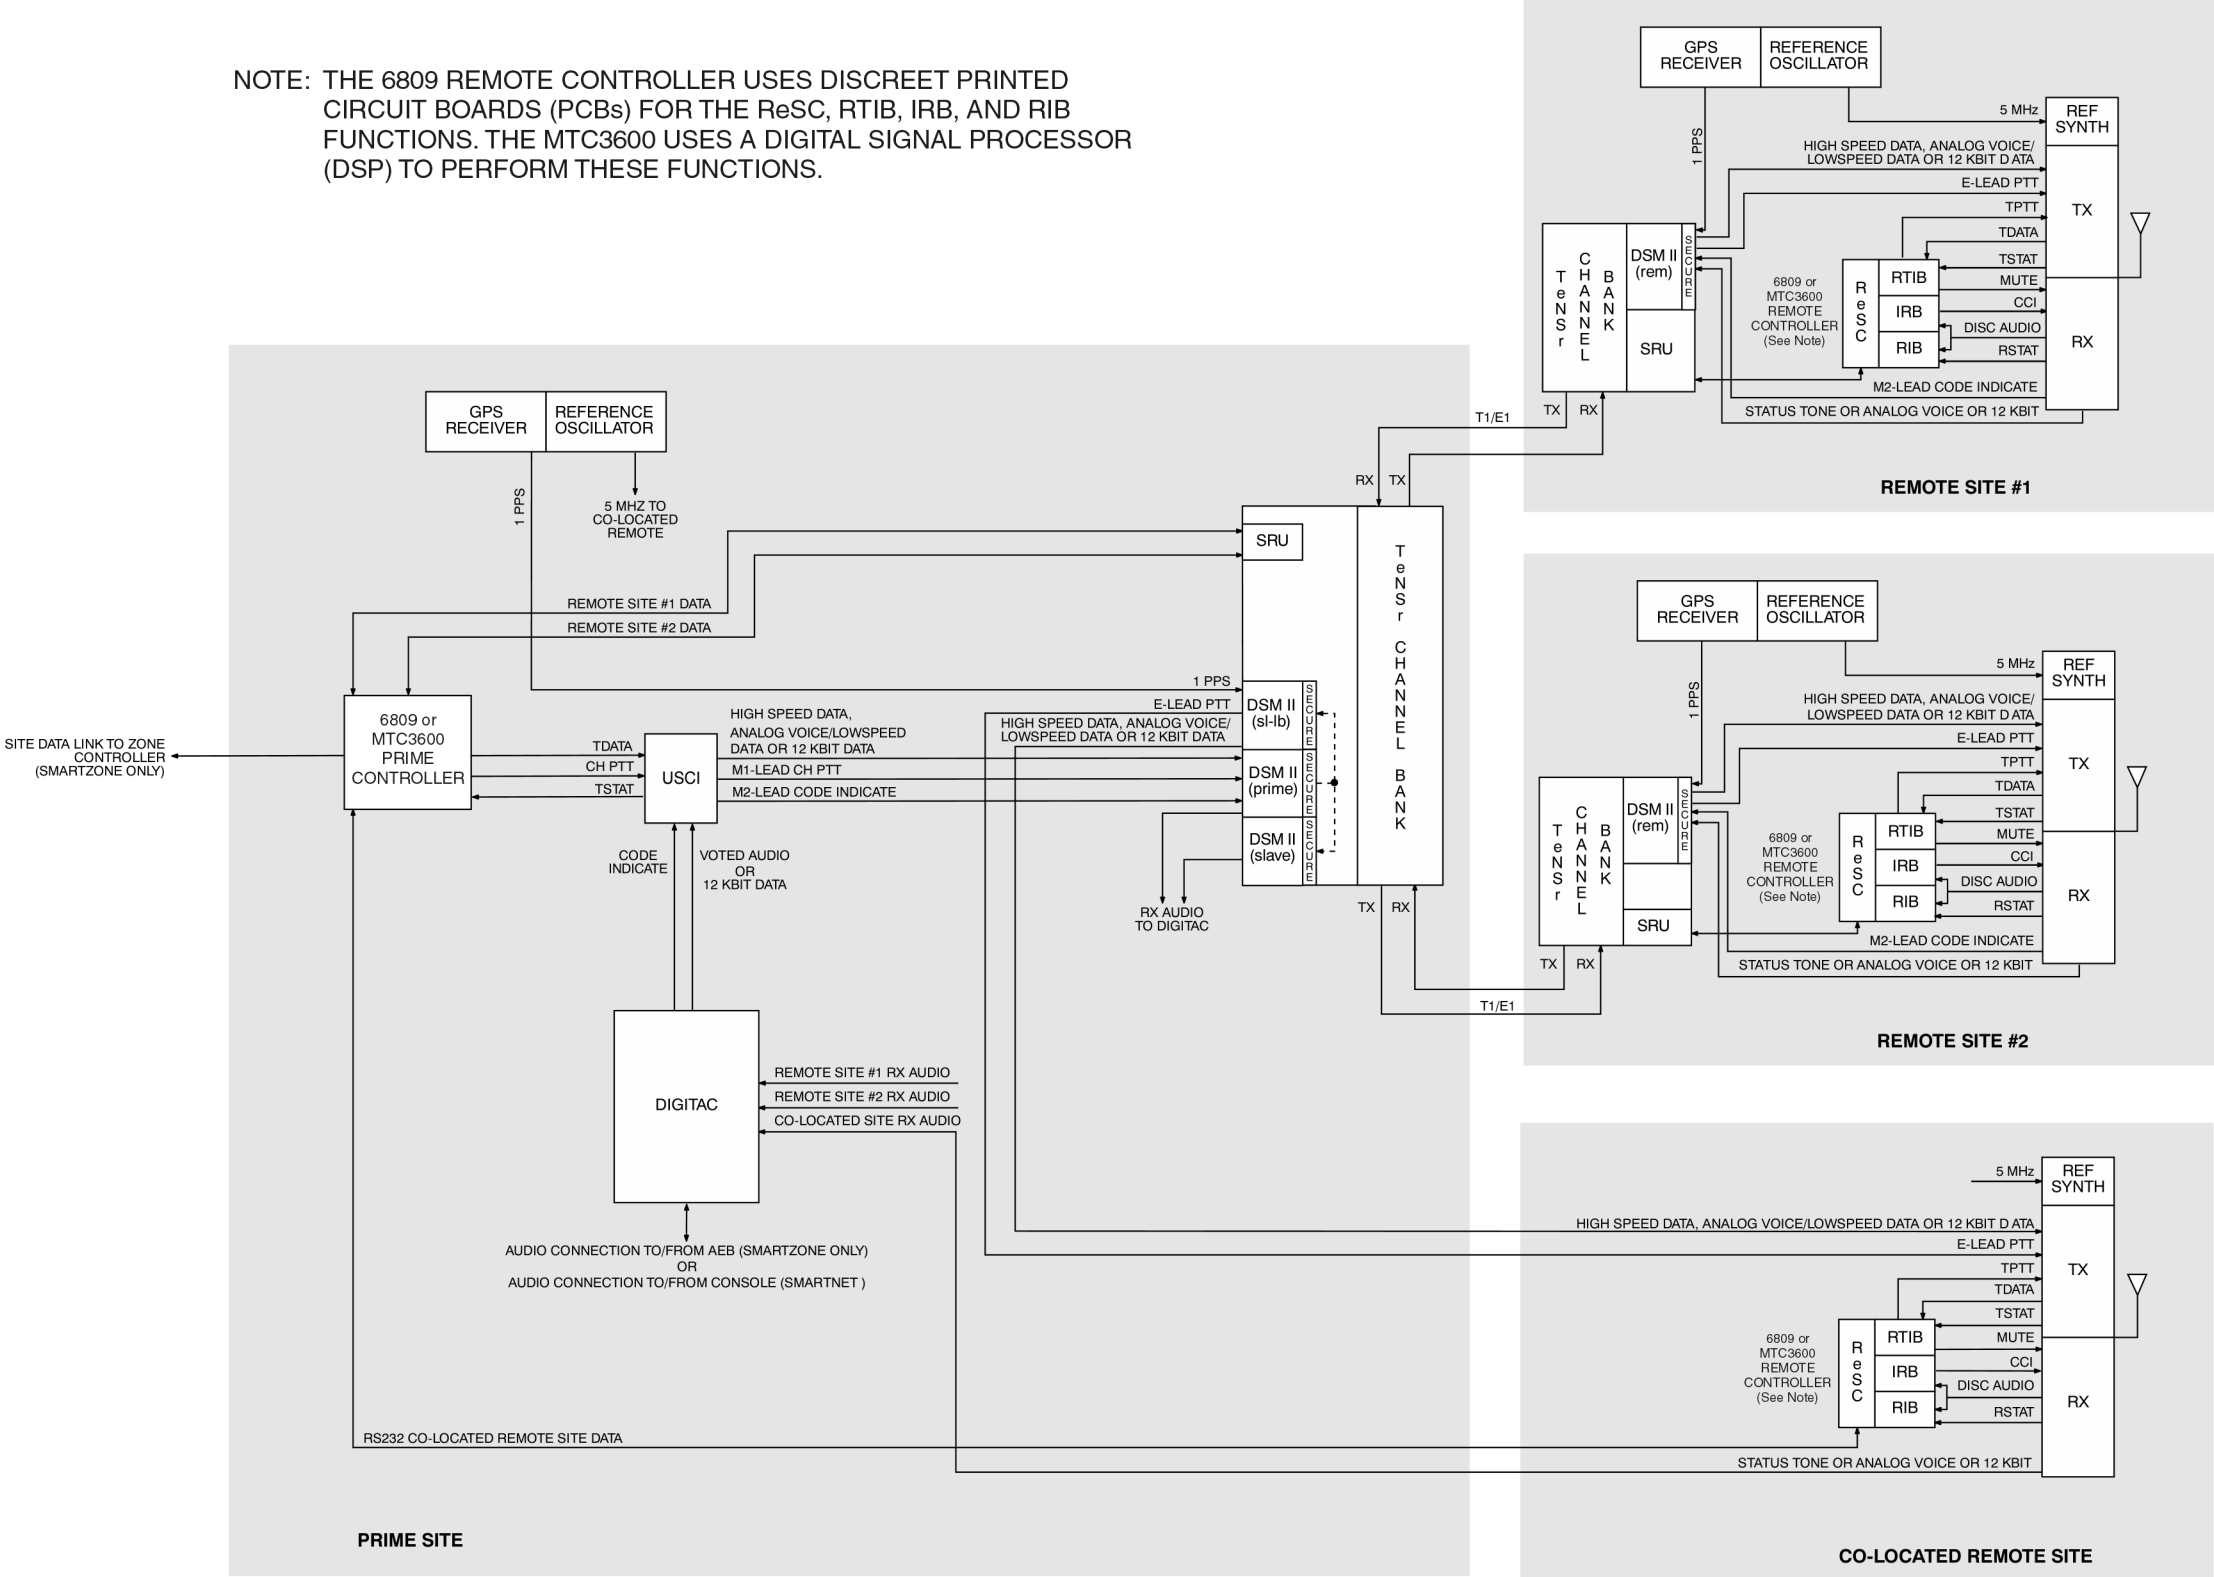 NOTE: THE 6809 REMOTE CONTROLLER USES DISCREET PRINTED
CIRCUIT BOARDS (PCBs) FOR THE ReSC, RTIB, IRB, AND RIB
FUNCTIONS. THE MTC3600 USES A DIGITAL SIGNAL PROCESSOR
(DSP) TO PERFORM THESE FUNCTIONS.
GPS
RECEIVER
REFERENCE
OSCILLATOR
1 PPS
5 MHZ TO
CO-LOCATED
REMOTE
REMOTE SITE #1 DATA
REMOTE SITE #2 DATA
SITE DATA LINK TO ZONE
CONTROLLER
(SMARTZONE ONLY)
6809 or
MTC3600
PRIME
CONTROLLER
TDATA
CH PTT
TSTAT
USCI
HIGH SPEED DATA,
ANALOG VOICE/LOWSPEED
DATA OR 12 KBIT DATA
M1-LEAD CH PTT
M2-LEAD CODE INDICATE
CODE
INDICATE
VOTED AUDIO
OR
12 KBIT DATA
1 PPS
E-LEAD PTT
HIGH SPEED DATA, ANALOG VOICE/
LOWSPEED DATA OR 12 KBIT DATA
SRU
DSM II
(sl-lb)
SECURE
DSM II
(prime)
SECURE
DSM II
(slave)
SECURE
TeNSr CHANNEL BANK
RX
TX
TX
RX
T1/E1
T1/E1
RX AUDIO
TO DIGITAC
DIGITAC
REMOTE SITE #1 RX AUDIO
REMOTE SITE #2 RX AUDIO
CO-LOCATED SITE RX AUDIO
AUDIO CONNECTION TO/FROM AEB (SMARTZONE ONLY)
OR
AUDIO CONNECTION TO/FROM CONSOLE (SMARTNET )
RS232 CO-LOCATED REMOTE SITE DATA
PRIME SITE
GPS
RECEIVER
REFERENCE
OSCILLATOR
1 PPS
5 MHz
REF
SYNTH
HIGH SPEED DATA, ANALOG VOICE/
LOWSPEED DATA OR 12 KBIT DATA
E-LEAD PTT
TPTT
TDATA
TSTAT
MUTE
CCI
DISC AUDIO
RSTAT
M2-LEAD CODE INDICATE
STATUS TONE OR ANALOG VOICE OR 12 KBIT
TX
RX
TeNSr
CHANNEL
BANK
DSM II
(rem)
SECURE
SRU
6809 or
MTC3600
REMOTE
CONTROLLER
(See Note)
ReSC
RTIB
IRB
RIB
TX
RX
REMOTE SITE #1
GPS
RECEIVER
REFERENCE
OSCILLATOR
1 PPS
5 MHz
REF
SYNTH
HIGH SPEED DATA, ANALOG VOICE/
LOWSPEED DATA OR 12 KBIT DATA
E-LEAD PTT
TPTT
TDATA
TSTAT
MUTE
CCI
DISC AUDIO
RSTAT
M2-LEAD CODE INDICATE
STATUS TONE OR ANALOG VOICE OR 12 KBIT
TX
RX
TeNSr
CHANNEL
BANK
DSM II
(rem)
SECURE
SRU
6809 or
MTC3600
REMOTE
CONTROLLER
(See Note)
ReSC
RTIB
IRB
RIB
TX
RX
REMOTE SITE #2
5 MHz
REF
SYNTH
HIGH SPEED DATA, ANALOG VOICE/LOWSPEED DATA OR 12 KBIT DATA
E-LEAD PTT
TPTT
TDATA
TSTAT
MUTE
CCI
DISC AUDIO
RSTAT
STATUS TONE OR ANALOG VOICE OR 12 KBIT
TX
RX
6809 or
MTC3600
REMOTE
CONTROLLER
(See Note)
ReSC
RTIB
IRB
RIB
CO-LOCATED REMOTE SITE